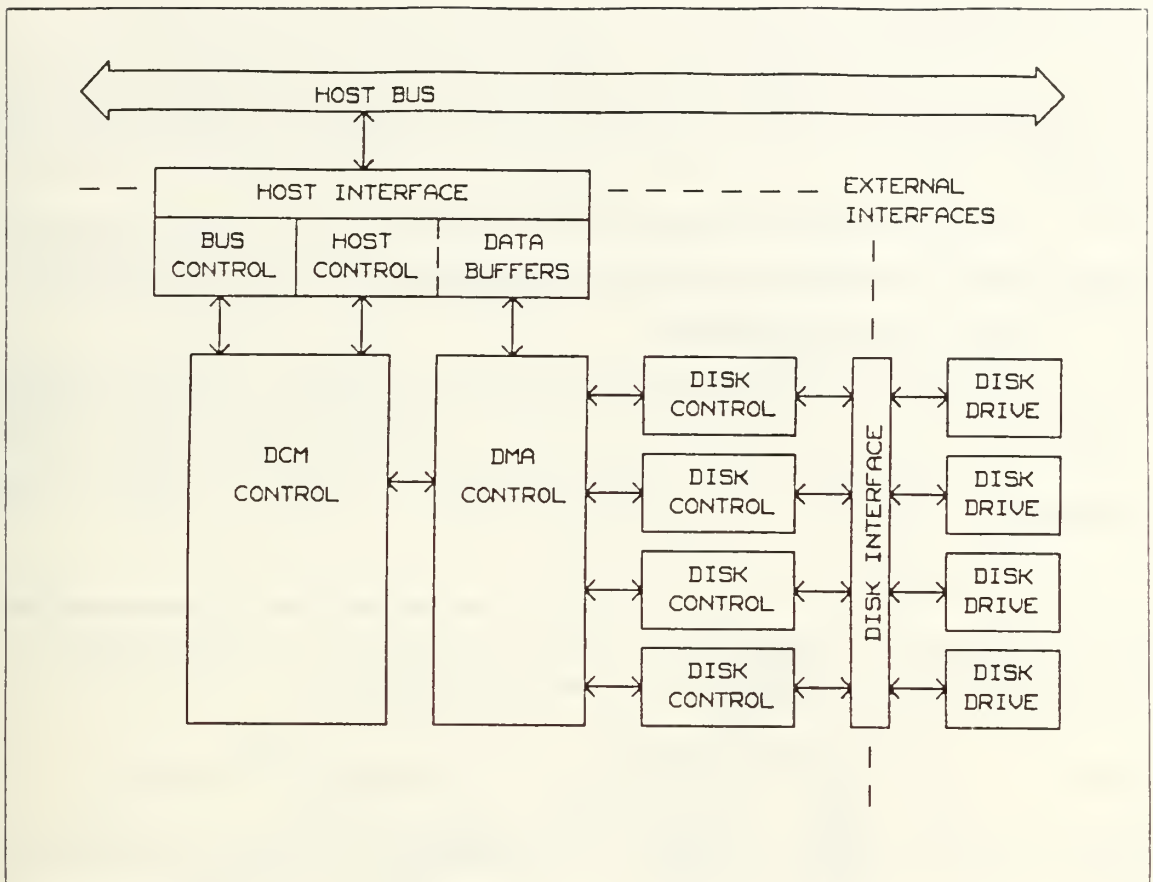 HOST BUS
HOST INTERFACE
EXTERNAL
INTERFACES
BUS
CONTROL
HOST
CONTROL
DATA
BUFFERS
DCM
CONTROL
DMA
CONTROL
DISK
CONTROL
DISK
CONTROL
DISK
CONTROL
DISK
CONTROL
DISK INTERFACE
DISK
DRIVE
DISK
DRIVE
DISK
DRIVE
DISK
DRIVE